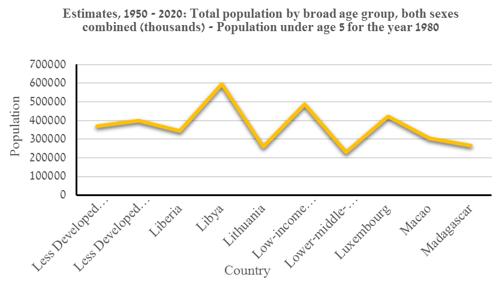 Estimates, 1950 - 2020: Total population by broad age group, both sexes
combined (thousands) - Population under age 5 for the year 1980
700000
600000
500000
400000
300000
200000
100000
0
Population
Less Developed...
Less Developed...
Liberia
Libya
Lithuania
Low-income...
Lower-middle-...
Luxembourg
Macao
Madagascar
Country